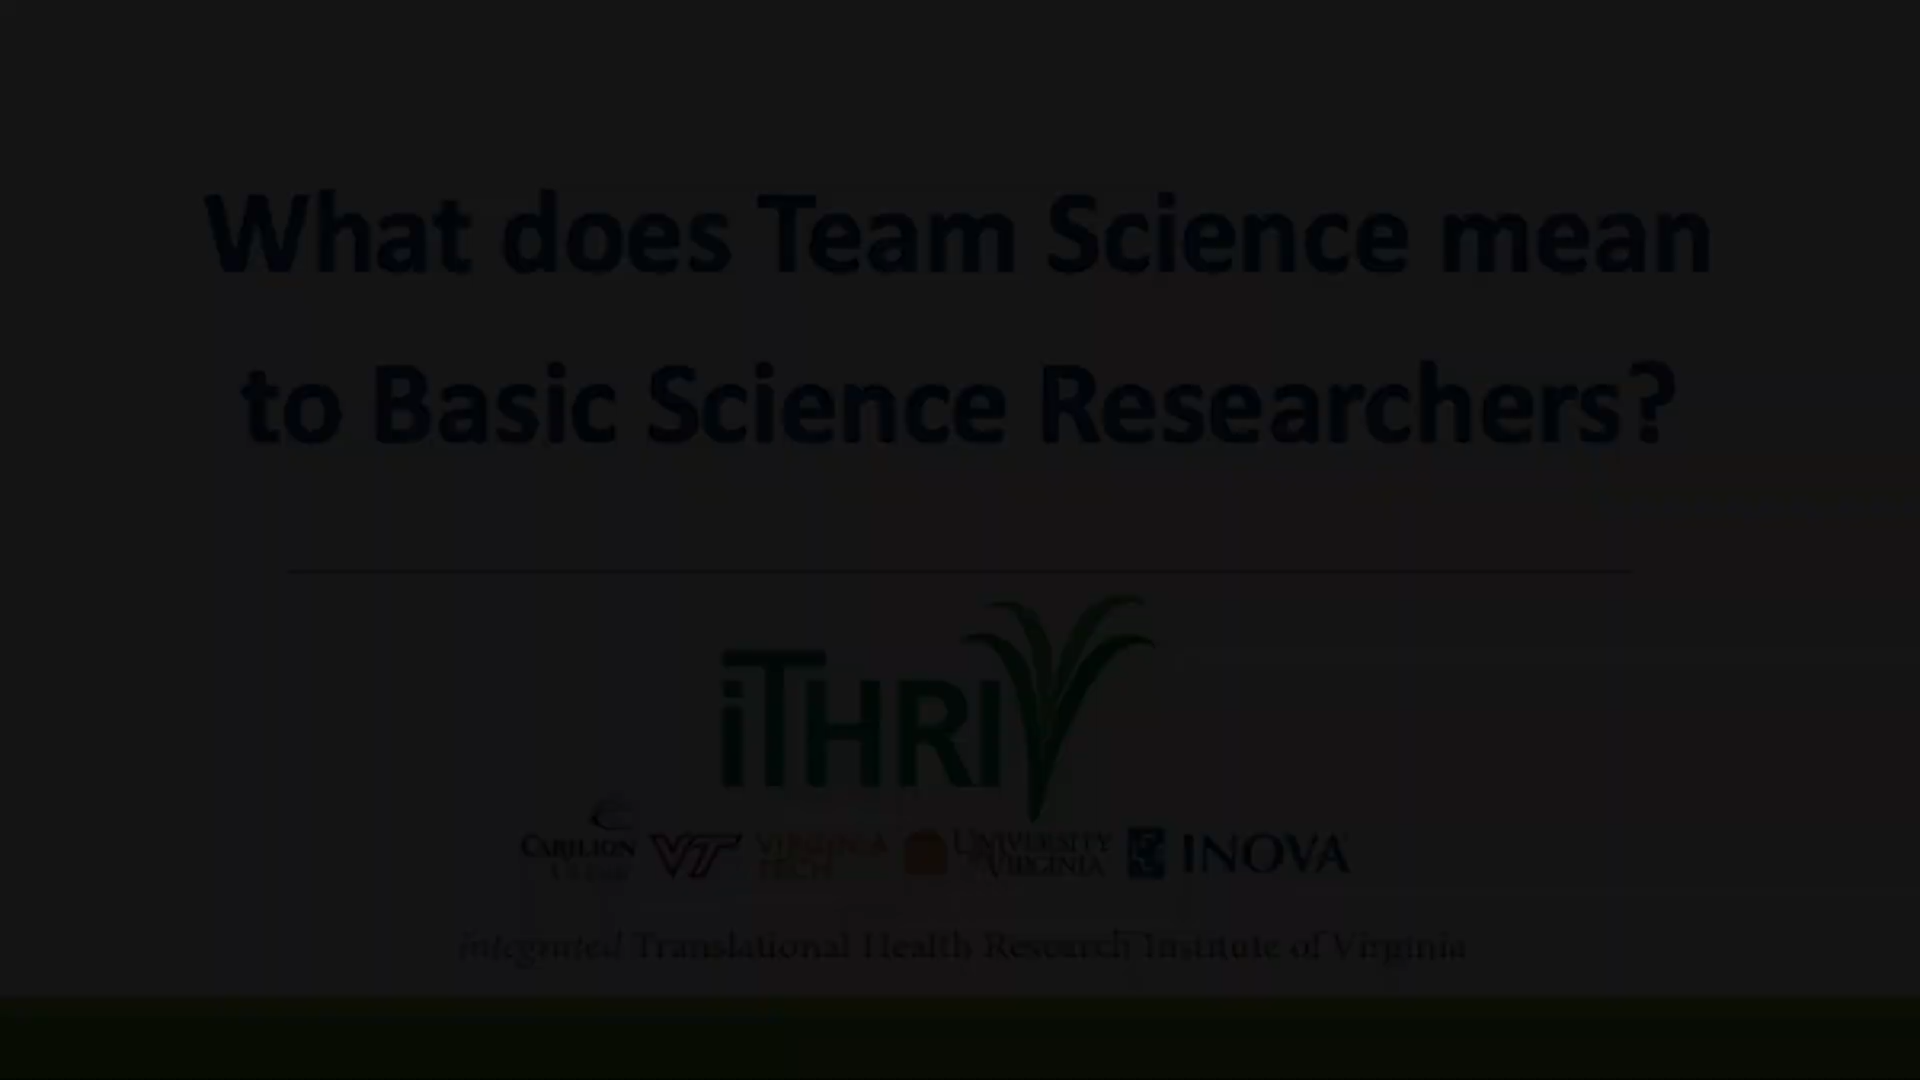 What does Team Science mean
to Basic Science Researchers?
iTHRIV
CARILION VT VIRGINIA TECH UNIVERSITY of VIRGINIA INOVA
integrated Translational Health Research Institute of Virginia